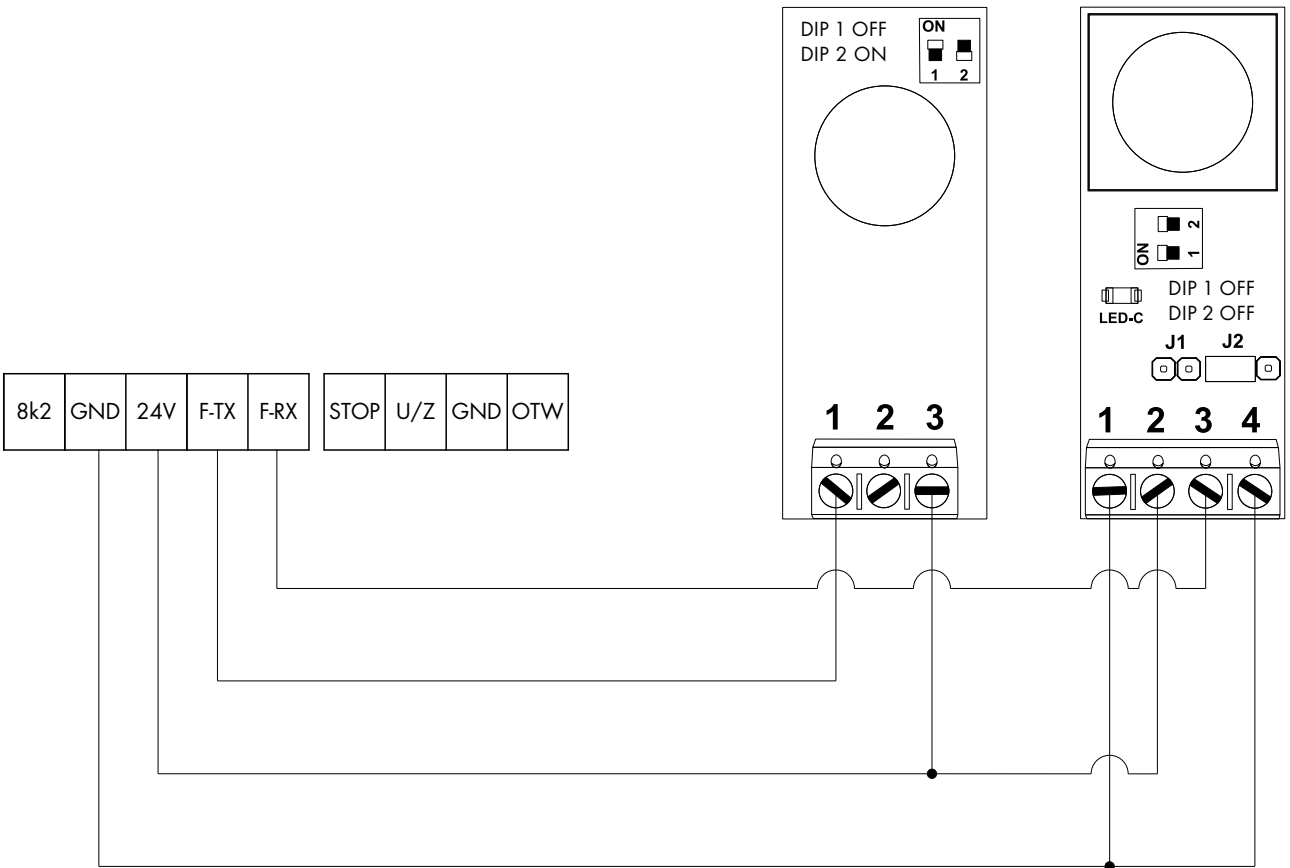 DIP 1 OFF
DIP 2 ON
ON
1 2
2
1
ON
DIP 1 OFF
DIP 2 OFF
LED-C
J1 J2
8k2 GND 24V F-TX F-RX STOP U/Z GND OTW
1 2 3
1 2 3 4